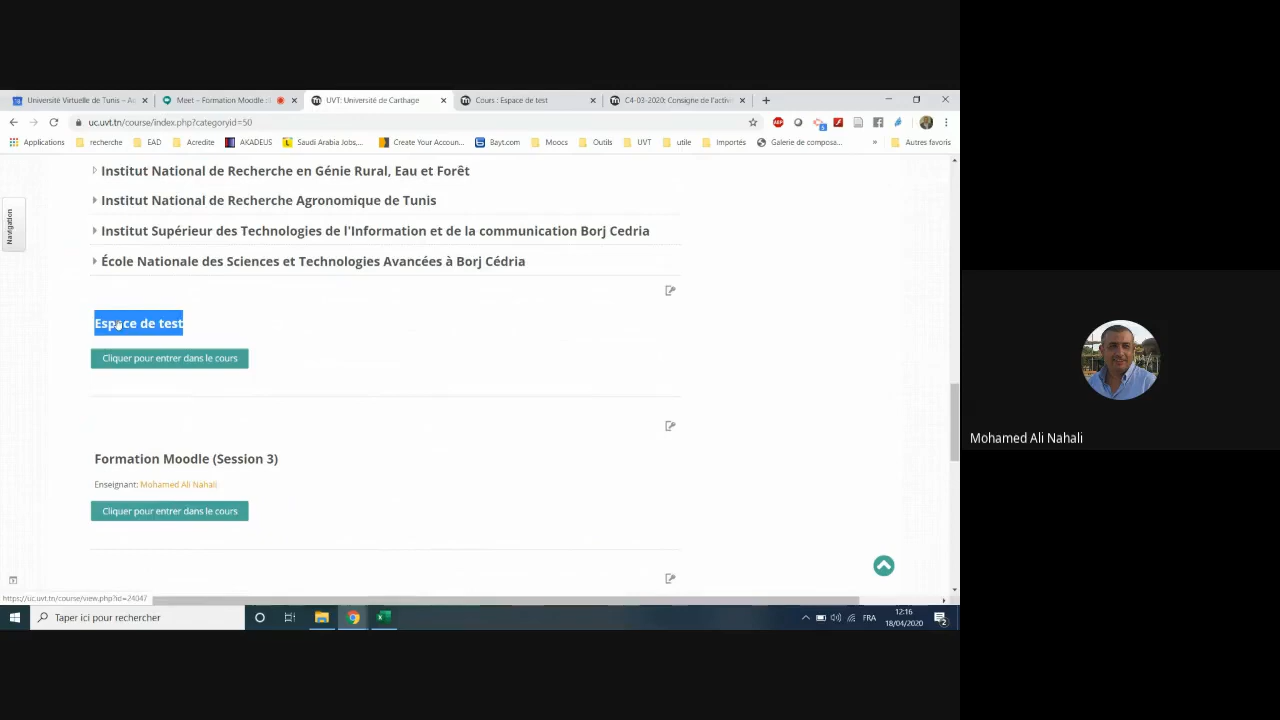 Université Virtuelle de Tunis –
Meet – Formation Moodle
UVT: Université de Carthage
Cours : Espace de test
C4-03-2020: Consigne de l'activ
uc.uvt.tn/course/index.php?categoryid=50
Applications
recherche
EAD
Acredite
AKADEUS
Saudi Arabia Jobs,...
Create Your Accoun...
Bayt.com
Moocs
Outils
UVT
utile
Importés
Galerie de composa...
»
Autres favoris
Navigation
Institut National de Recherche en Génie Rural, Eau et Forêt
Institut National de Recherche Agronomique de Tunis
Institut Supérieur des Technologies de l'Information et de la communication Borj Cedria
École Nationale des Sciences et Technologies Avancées à Borj Cédria
Espace de test
Cliquer pour entrer dans le cours
Formation Moodle (Session 3)
Enseignant: Mohamed Ali Nahali
Cliquer pour entrer dans le cours
https://uc.uvt.tn/course/view.php?id=24047
Taper ici pour rechercher
FRA
12:16
18/04/2020
Mohamed Ali Nahali